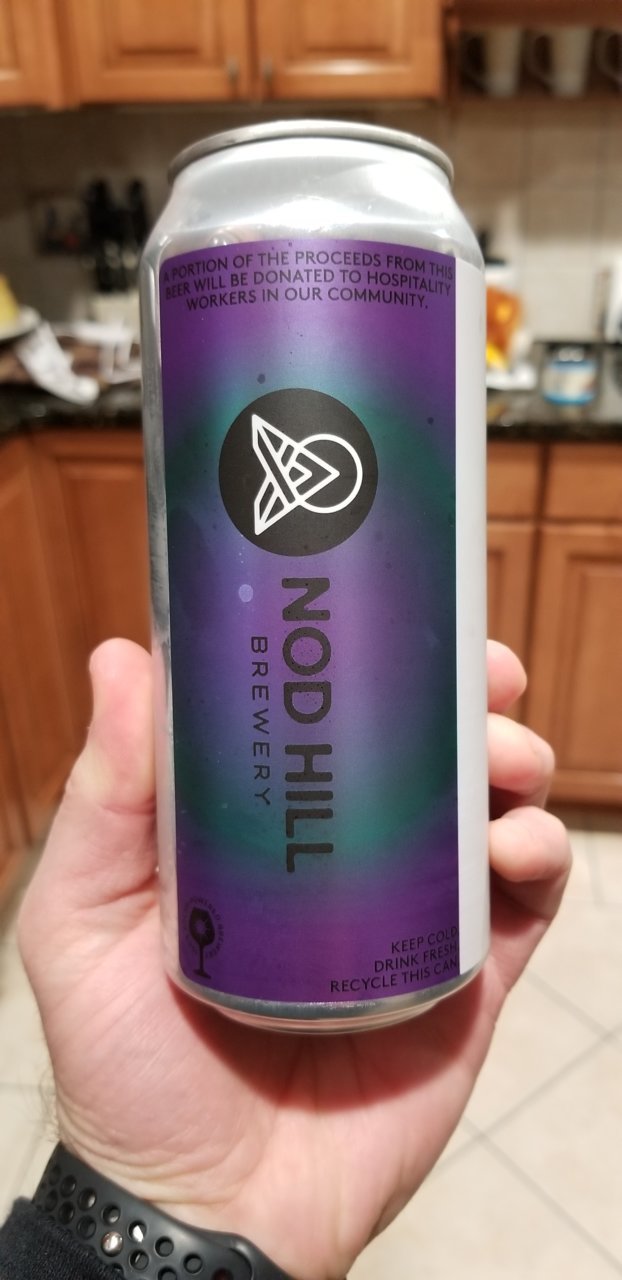 A PORTION OF THE PROCEEDS FROM THIS
BEER WILL BE DONATED TO HOSPITALITY
WORKERS IN OUR COMMUNITY.
NOD HILL
BREWERY
KEEP COLD.
DRINK FRESH.
RECYCLE THIS CAN.